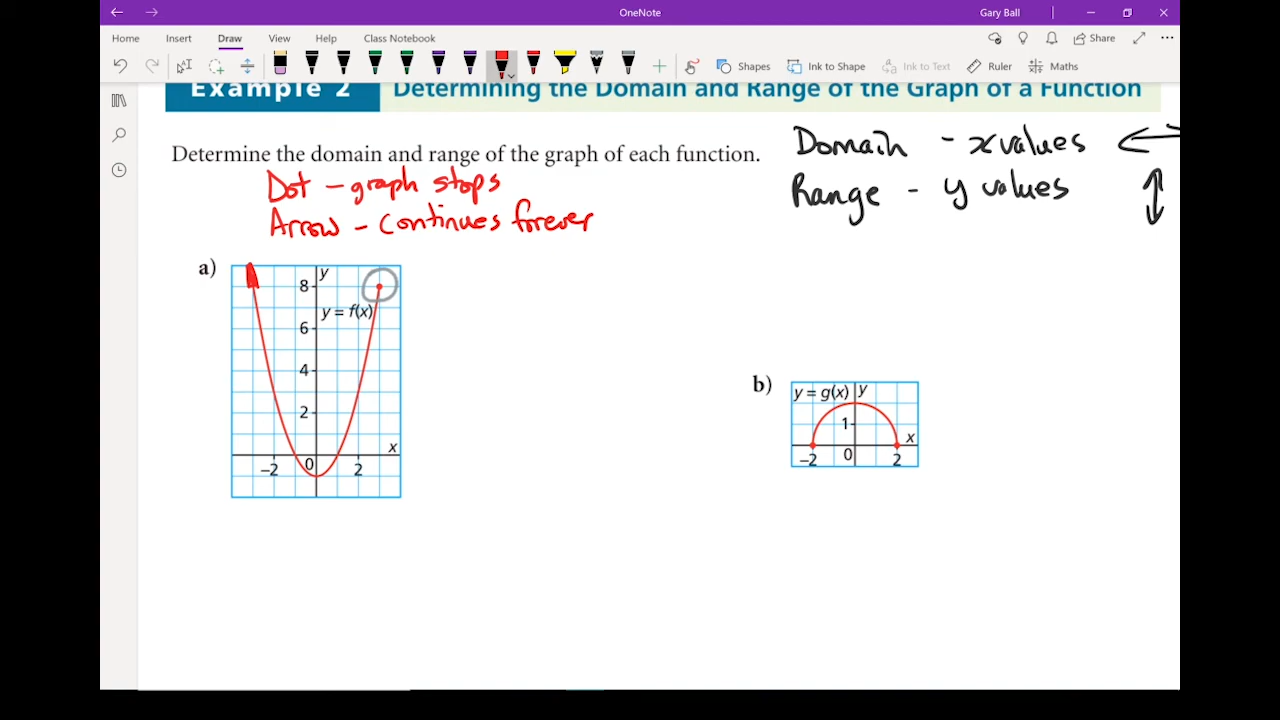 OneNote
Gary Ball
Home Insert Draw View Help Class Notebook
Share
Shapes Ink to Shape Ink to Text Ruler Maths
Example 2 Determining the Domain and Range of the Graph of a Function
Determine the domain and range of the graph of each function.
Domain - x values
Range - y values
Dot - graph stops
Arrow - continues forever
a)
y
8
y = f(x)
6
4
2
x
-2 0 2
b)
y = g(x) y
1
x
-2 0 2